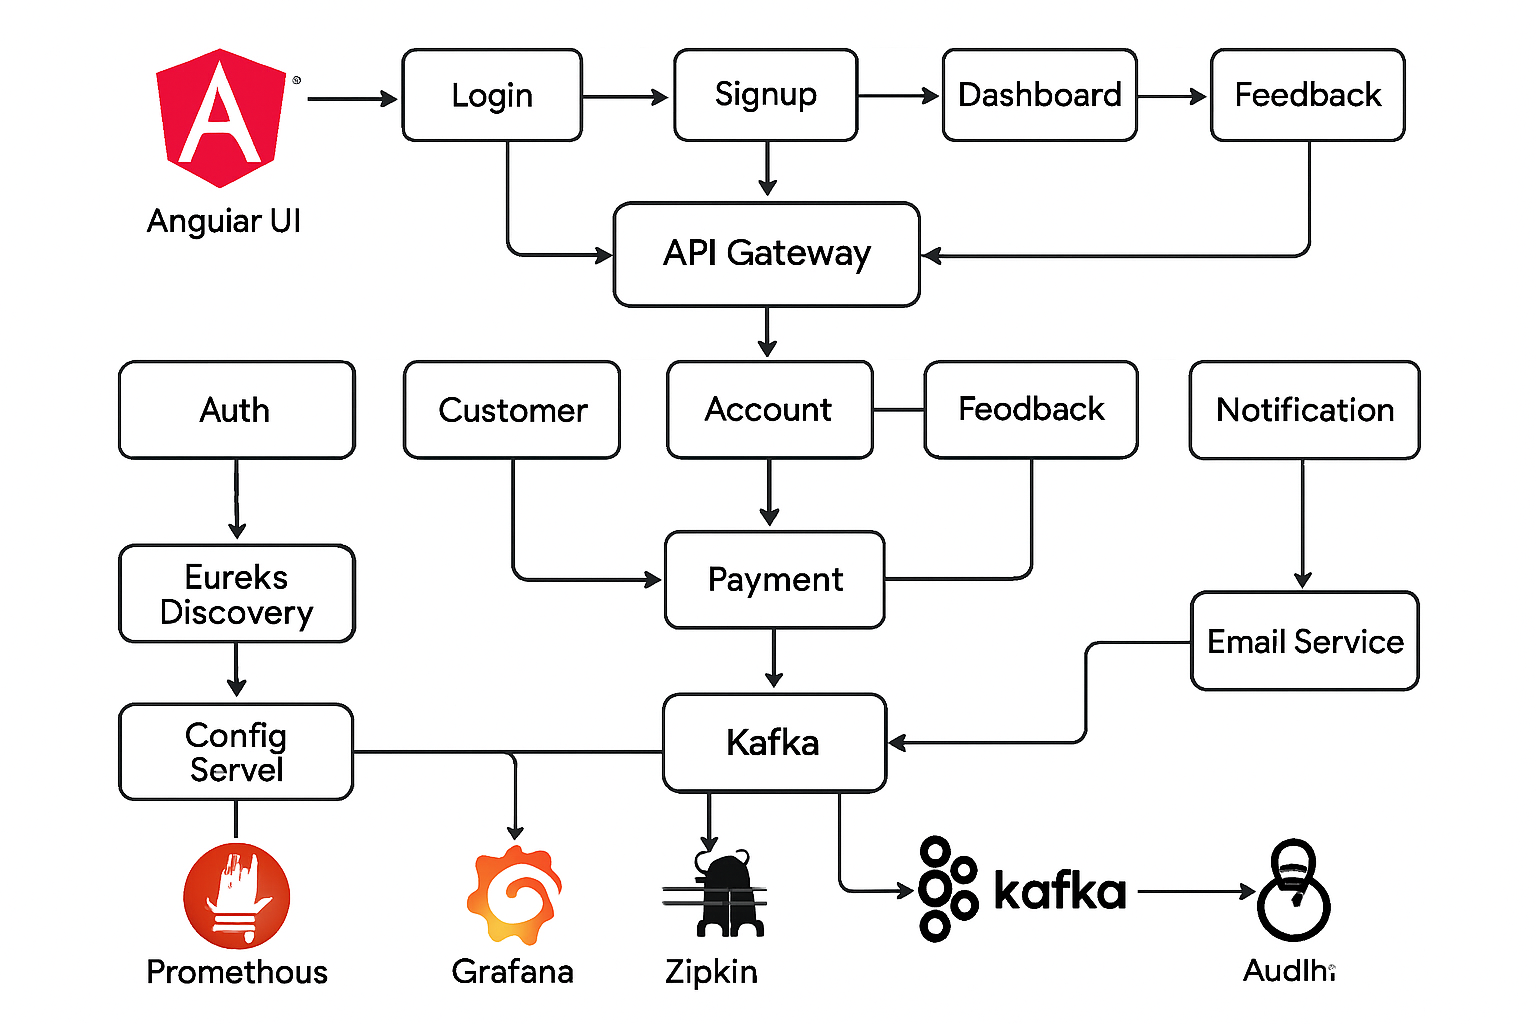 Login
Signup
Dashboard
Feedback
®
Anguiar UI
API Gateway
Auth
Customer
Account
Feodback
Notification
Eureks
Discovery
Payment
Email Service
Config
Servel
Kafka
kafka
Promethous
Grafana
Zipkin